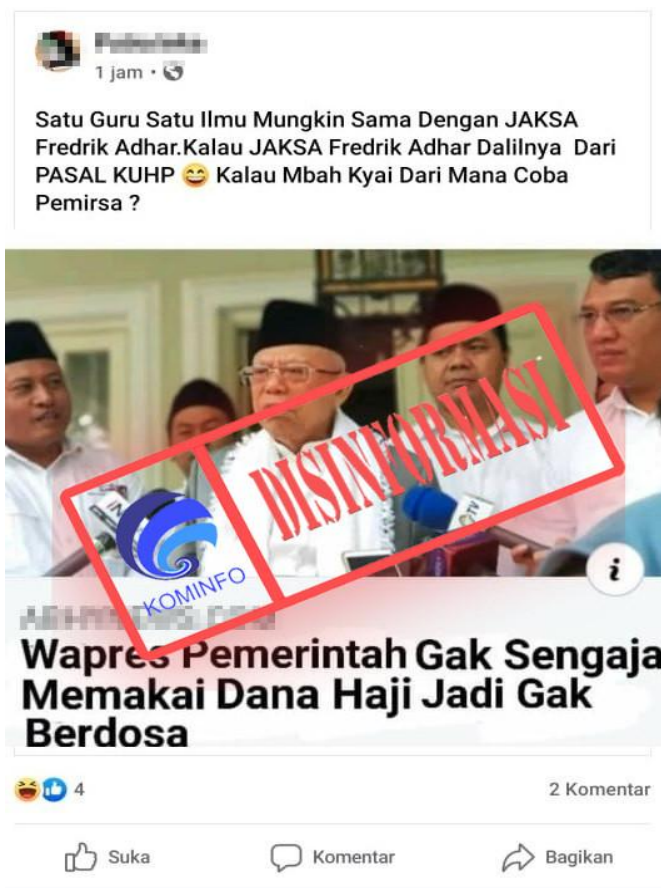 1 jam
Satu Guru Satu Ilmu Mungkin Sama Dengan JAKSA
Fredrik Adhar.Kalau JAKSA Fredrik Adhar Dalilnya Dari
PASAL KUHP 😄 Kalau Mbah Kyai Dari Mana Coba
Pemirsa ?
DISINFORMASI
KOMINFO
TV
i
Wapres Pemerintah Gak Sengaja
Memakai Dana Haji Jadi Gak
Berdosa
4
2 Komentar
Suka
Komentar
Bagikan